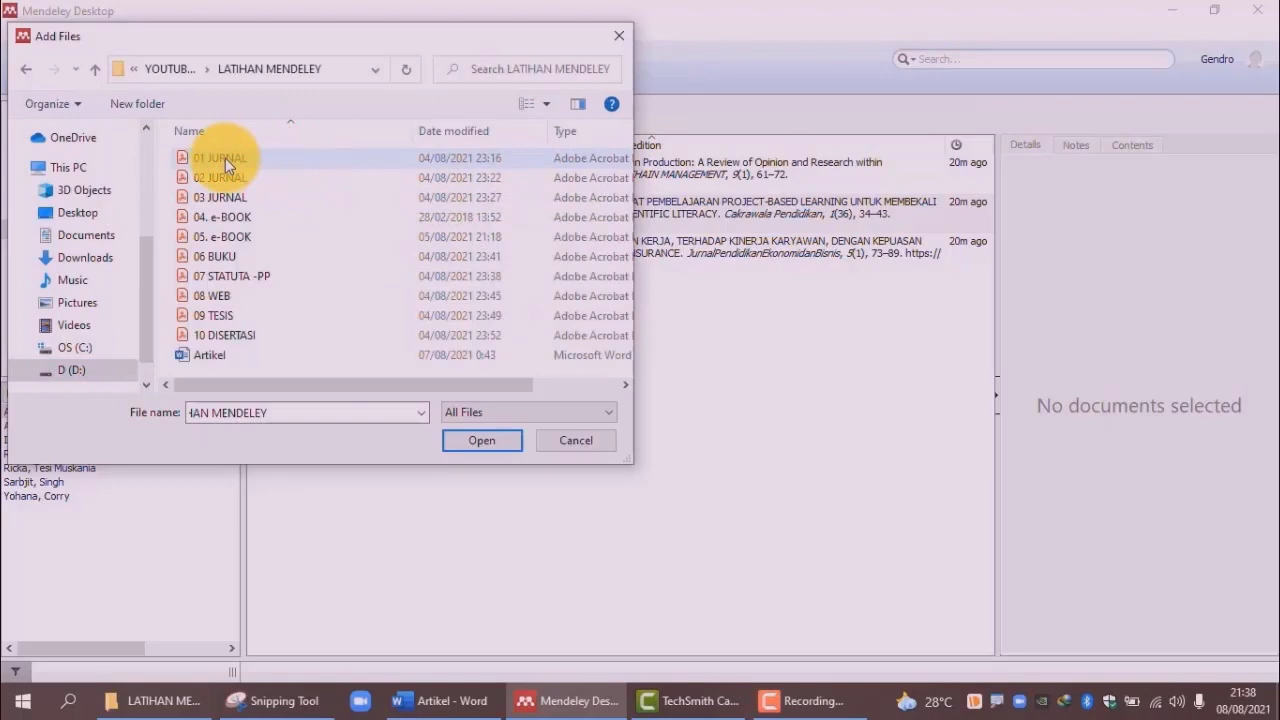 Mendeley Desktop
Add Files
« YOUTUB... › LATIHAN MENDELEY
Search LATIHAN MENDELEY
Search...
Gendro
Organize
New folder
Name
Date modified
Type
OneDrive
This PC
3D Objects
Desktop
Documents
Downloads
Music
Pictures
Videos
OS (C:)
D (D:)
01 JURNAL 04/08/2021 23:16 Adobe Acrobat
02 JURNAL 04/08/2021 23:22 Adobe Acrobat
03 JURNAL 04/08/2021 23:27 Adobe Acrobat
04. e-BOOK 28/02/2018 13:52 Adobe Acrobat
05. e-BOOK 05/08/2021 21:18 Adobe Acrobat
06 BUKU 04/08/2021 23:41 Adobe Acrobat
07 STATUTA -PP 04/08/2021 23:38 Adobe Acrobat
08 WEB 04/08/2021 23:45 Adobe Acrobat
09 TESIS 04/08/2021 23:49 Adobe Acrobat
10 DISERTASI 04/08/2021 23:52 Adobe Acrobat
Artikel 07/08/2021 0:43 Microsoft Word
File name:
HAN MENDELEY
All Files
Open
Cancel
Ricka, Tesi Muskania
Sarbjit, Singh
Yohana, Corry
edition
n Production: A Review of Opinion and Research within 20m ago
HAIN MANAGEMENT, 9(1), 61–72.
AT PEMBELAJARAN PROJECT-BASED LEARNING UNTUK MEMBEKALI 20m ago
ENTIFIC LITERACY. Cakrawala Pendidikan, 1(36), 34–43.
N KERJA, TERHADAP KINERJA KARYAWAN, DENGAN KEPUASAN 20m ago
SURANCE. JurnalPendidikanEkonomidanBisnis, 5(1), 73–89. https://
Details
Notes
Contents
No documents selected
LATIHAN ME...
Snipping Tool
Artikel - Word
Mendeley Des...
TechSmith Ca...
Recording...
28°C
21:38
08/08/2021